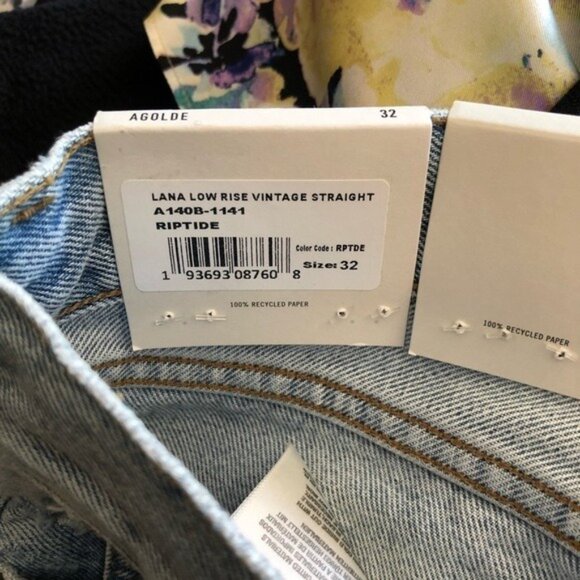 AGOLDE 32
LANA LOW RISE VINTAGE STRAIGHT
A140B-1141
RIPTIDE
Color Code : RPTDE
Size: 32
1 93693 08760 8
100% RECYCLED PAPER
100% RECYCLED PAPER